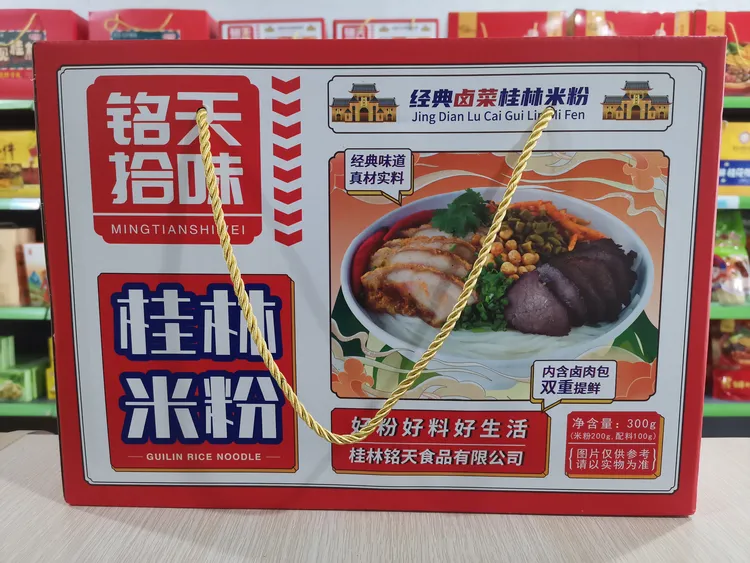 铭天
拾味
MINGTIANSHIWEI
桂林
米粉
GUILIN RICE NOODLE
经典卤菜桂林米粉
Jing Dian Lu Cai Gui Lin Mi Fen
经典味道
真材实料
内含卤肉包
双重提鲜
好粉好料好生活
桂林铭天食品有限公司
净含量：300g
(米粉200g，配料100g)
图片仅供参考
请以实物为准